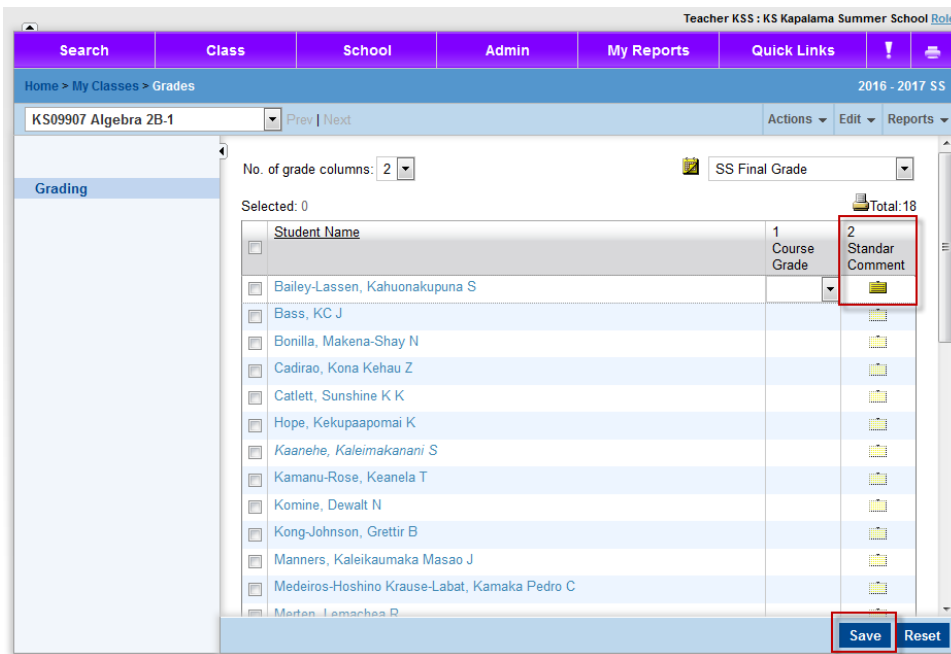 Teacher KSS : KS Kapalama Summer School Role
Search Class School Admin My Reports Quick Links !
Home > My Classes > Grades 2016 - 2017 SS
KS09907 Algebra 2B-1 Prev | Next Actions Edit Reports
No. of grade columns: 2 SS Final Grade
Grading
Selected: 0 Total:18
Student Name 1 2
Course Standar
Grade Comment
Bailey-Lassen, Kahuonakupuna S
Bass, KC J
Bonilla, Makena-Shay N
Cadirao, Kona Kehau Z
Catlett, Sunshine K K
Hope, Kekupaapomai K
Kaanehe, Kaleimakanani S
Kamanu-Rose, Keanela T
Komine, Dewalt N
Kong-Johnson, Grettir B
Manners, Kaleikaumaka Masao J
Medeiros-Hoshino Krause-Labat, Kamaka Pedro C
Merten, Lemachea R
Save Reset